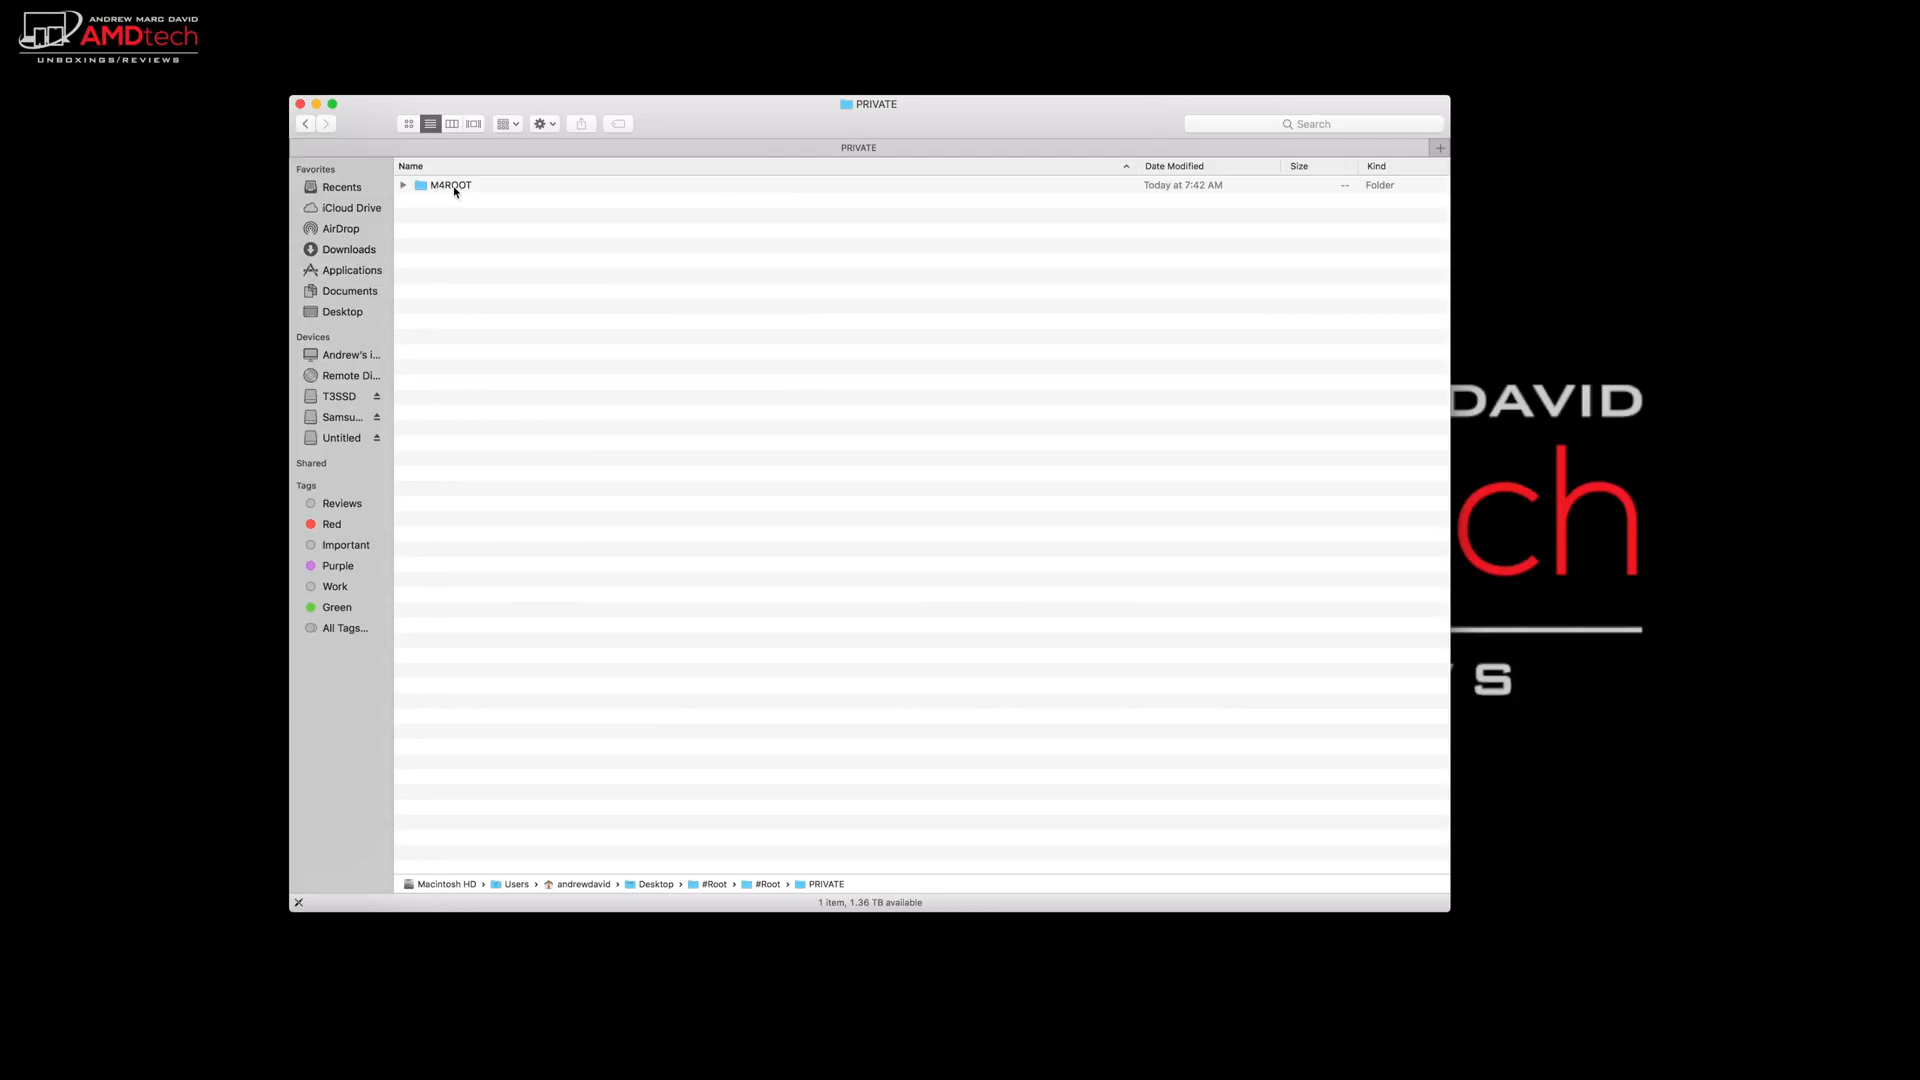 ANDREW MARC DAVID
AMDtech
UNBOXINGS/REVIEWS
PRIVATE
Search
PRIVATE
Name
Date Modified
Size
Kind
M4ROOT
Today at 7:42 AM
--
Folder
Favorites
Recents
iCloud Drive
AirDrop
Downloads
Applications
Documents
Desktop
Devices
Andrew's i...
Remote Di...
T3SSD
Samsu...
Untitled
Shared
Tags
Reviews
Red
Important
Purple
Work
Green
All Tags...
DAVID
ch
S
Macintosh HD › Users › andrewdavid › Desktop › #Root › #Root › PRIVATE
1 item, 1.36 TB available